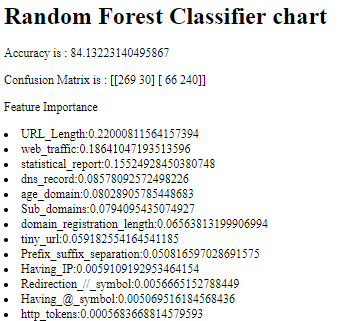 Random Forest Classifier chart
Accuracy is : 84.13223140495867
Confusion Matrix is : [[269 30] [ 66 240]]
Feature Importance
• URL_Length:0.22000811564157394
• web_traffic:0.18641047193513596
• statistical_report:0.15524928450380748
• dns_record:0.08578092572498226
• age_domain:0.08028905785448683
• Sub_domains:0.0794095435074927
• domain_registration_length:0.06563813199906994
• tiny_url:0.059182554164541185
• Prefix_suffix_separation:0.050816597028691575
• Having_IP:0.0059109192953464154
• Redirection_//_symbol:0.0056665152788449
• Having_@_symbol:0.005069516184568436
• http_tokens:0.0005683668814579593